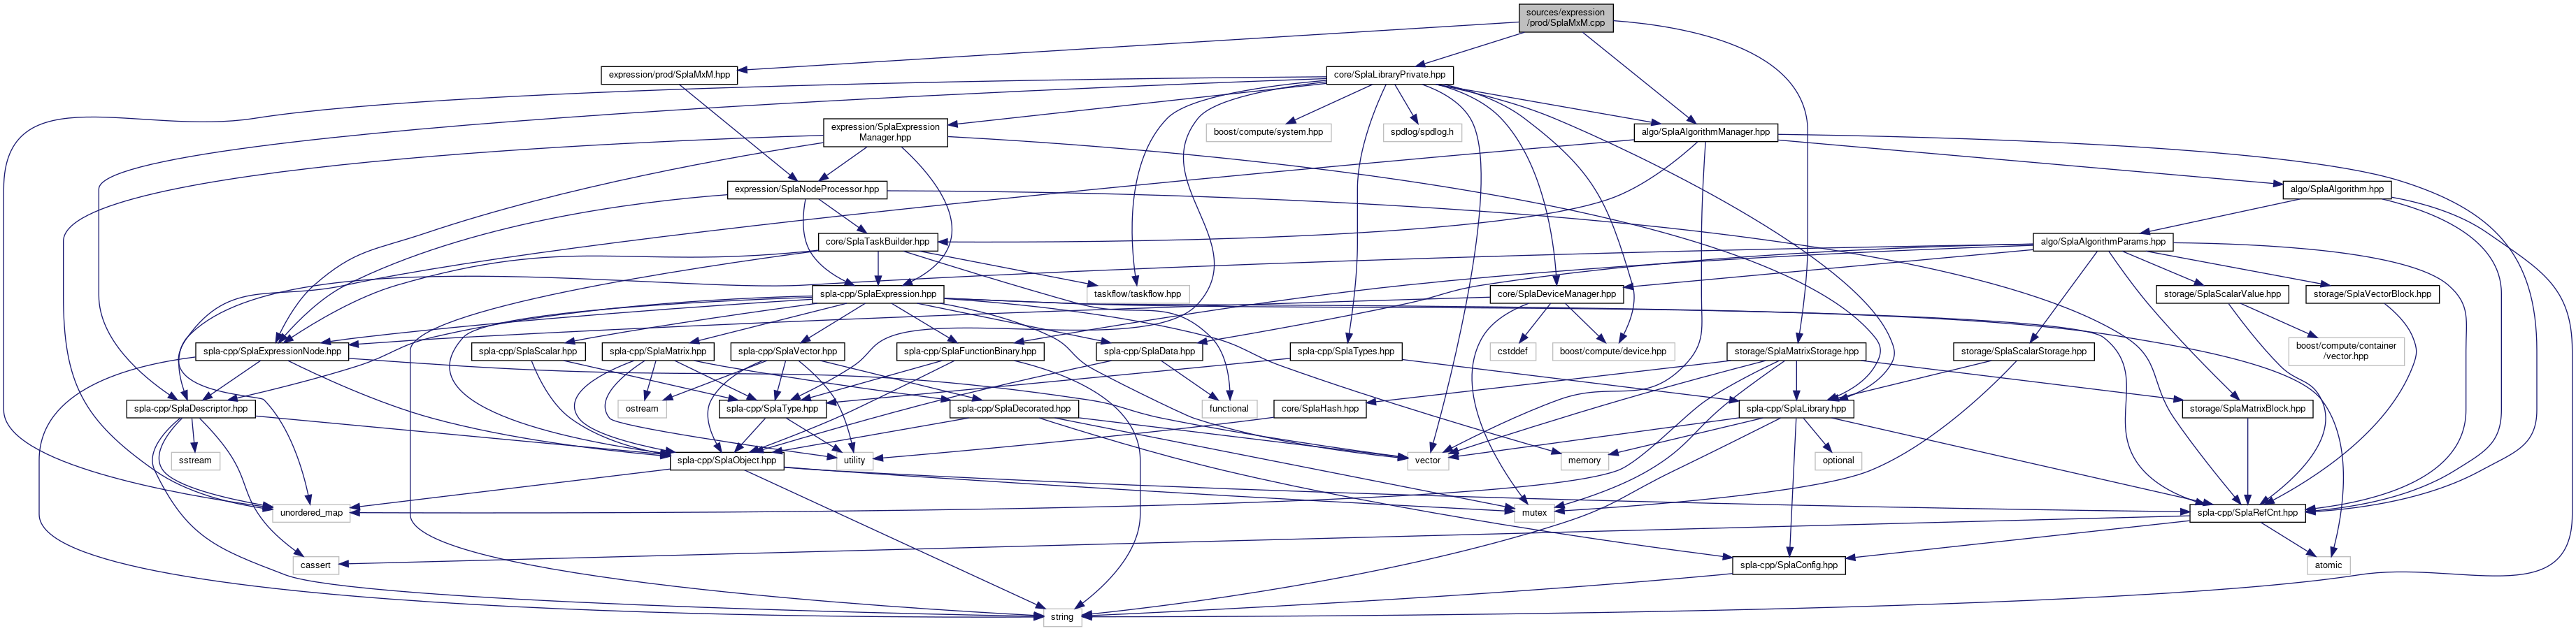 sources/expression
/prod/SplaMxM.cpp
expression/prod/SplaMxM.hpp
core/SplaLibraryPrivate.hpp
expression/SplaExpression
Manager.hpp
boost/compute/system.hpp
spdlog/spdlog.h
algo/SplaAlgorithmManager.hpp
expression/SplaNodeProcessor.hpp
algo/SplaAlgorithm.hpp
core/SplaTaskBuilder.hpp
algo/SplaAlgorithmParams.hpp
spla-cpp/SplaExpression.hpp
taskflow/taskflow.hpp
core/SplaDeviceManager.hpp
storage/SplaScalarValue.hpp
storage/SplaVectorBlock.hpp
spla-cpp/SplaExpressionNode.hpp
spla-cpp/SplaScalar.hpp
spla-cpp/SplaMatrix.hpp
spla-cpp/SplaVector.hpp
spla-cpp/SplaFunctionBinary.hpp
spla-cpp/SplaData.hpp
spla-cpp/SplaTypes.hpp
cstddef
boost/compute/device.hpp
storage/SplaMatrixStorage.hpp
storage/SplaScalarStorage.hpp
boost/compute/container
/vector.hpp
spla-cpp/SplaDescriptor.hpp
ostream
spla-cpp/SplaType.hpp
spla-cpp/SplaDecorated.hpp
functional
core/SplaHash.hpp
spla-cpp/SplaLibrary.hpp
storage/SplaMatrixBlock.hpp
sstream
spla-cpp/SplaObject.hpp
utility
vector
memory
optional
unordered_map
mutex
spla-cpp/SplaRefCnt.hpp
cassert
spla-cpp/SplaConfig.hpp
atomic
string